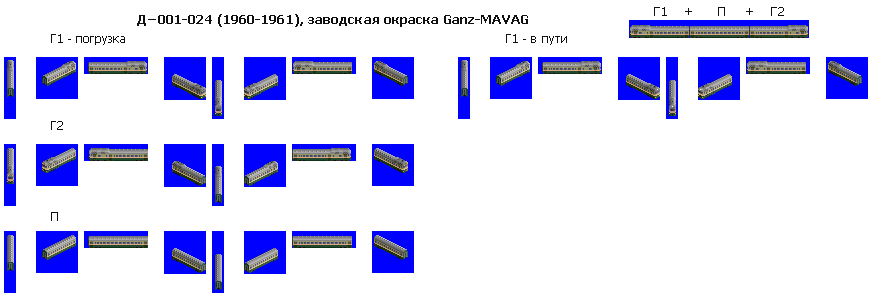 Д-001-024 (1960-1961), заводская окраска Ganz-MAVAG
Г1 + П + Г2
Г1 - погрузка
Г1 - в пути
Г2
П